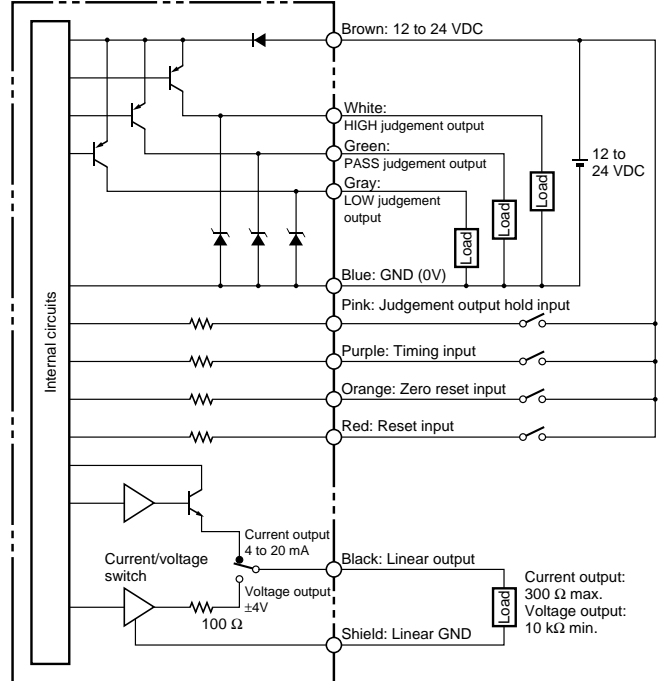 Brown: 12 to 24 VDC
White:
HIGH judgement output
Green:
PASS judgement output
Gray:
LOW judgement
output
Load
Load
Load
12 to
24 VDC
Blue: GND (0V)
Internal circuits
Pink: Judgement output hold input
Purple: Timing input
Orange: Zero reset input
Red: Reset input
Current output
4 to 20 mA
Current/voltage
switch
Black: Linear output
Voltage output
±4V
100 Ω
Load
Current output:
300 Ω max.
Voltage output:
10 kΩ min.
Shield: Linear GND